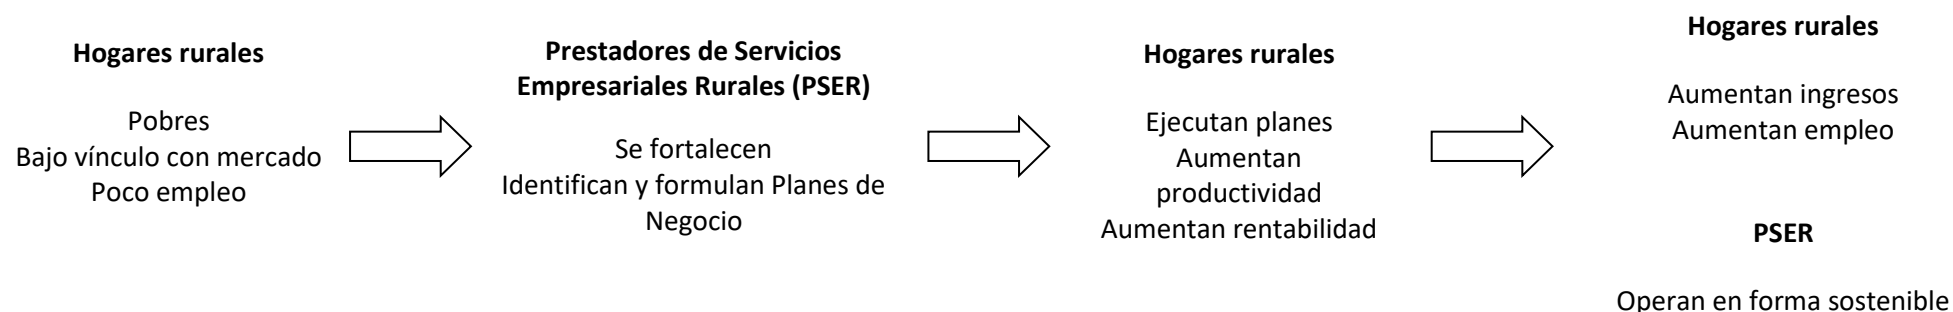 Hogares rurales
Pobres
Bajo vínculo con mercado
Poco empleo
Prestadores de Servicios
Empresariales Rurales (PSER)
Se fortalecen
Identifican y formulan Planes de
Negocio
Hogares rurales
Ejecutan planes
Aumentan
productividad
Aumentan rentabilidad
Hogares rurales
Aumentan ingresos
Aumentan empleo
PSER
Operan en forma sostenible